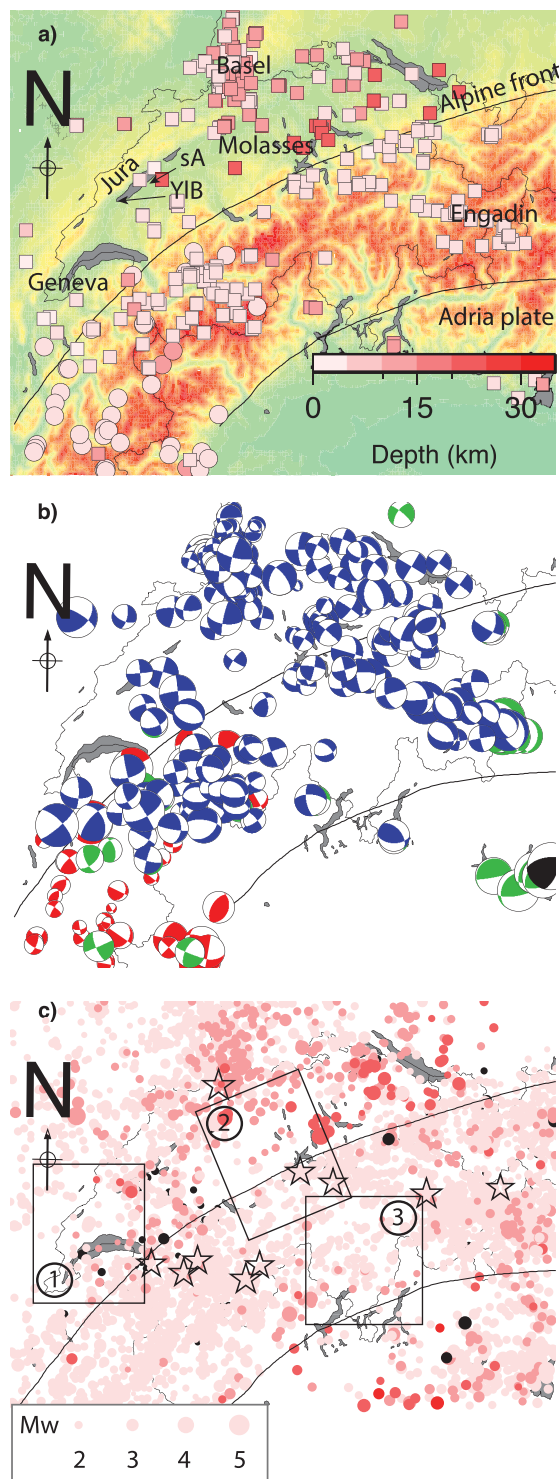 a)
N
Basel
Alpine front
Molasses
Jura
sA
YlB
Engadin
Geneva
Adria plate
0 15 30
Depth (km)
b)
N
c)
N
2
3
1
Mw
2 3 4 5